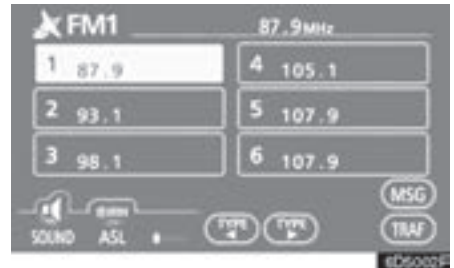 FM1 87.9MHz
1 87.9 4 105.1
2 93.1 5 107.9
3 98.1 6 107.9
MSG
SOUND ASL TYPE TYPE TRAF